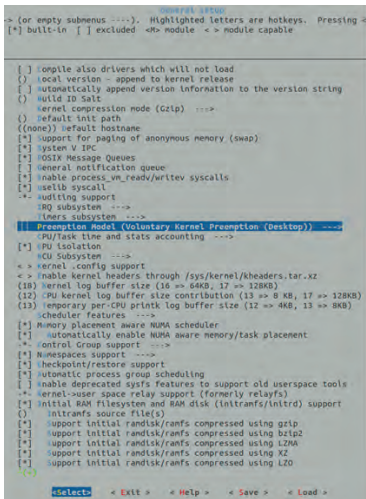 General setup
-> (or empty submenus ----).  Highlighted letters are hotkeys.  Pressing <
[*] built-in  [ ] excluded  <M> module  < > module capable
[ ] Compile also drivers which will not load
() Local version - append to kernel release
[ ] Automatically append version information to the version string
() Build ID Salt
Kernel compression mode (Gzip)  --->
() Default init path
((none)) Default hostname
[*] Support for paging of anonymous memory (swap)
[*] System V IPC
[*] POSIX Message Queues
[ ] General notification queue
[*] Enable process_vm_readv/writev syscalls
[*] uselib syscall
-*- Auditing support
IRQ subsystem  --->
Timers subsystem  --->
Preemption Model (Voluntary Kernel Preemption (Desktop))  --->
CPU/Task time and stats accounting  --->
[*] CPU isolation
RCU Subsystem  --->
< > Kernel .config support
< > Enable kernel headers through /sys/kernel/kheaders.tar.xz
(18) Kernel log buffer size (16 => 64KB, 17 => 128KB)
(12) CPU kernel log buffer size contribution (13 => 8 KB, 17 => 128KB)
(13) Temporary per-CPU printk log buffer size (12 => 4KB, 13 => 8KB)
Scheduler features  --->
[*] Memory placement aware NUMA scheduler
[*]   Automatically enable NUMA aware memory/task placement
-*- Control Group support  --->
[*] Namespaces support  --->
[*] Checkpoint/restore support
[*] Automatic process group scheduling
[ ] Enable deprecated sysfs features to support old userspace tools
-*- Kernel->user space relay support (formerly relayfs)
[*] Initial RAM filesystem and RAM disk (initramfs/initrd) support
()    Initramfs source file(s)
[*]   Support initial ramdisk/ramfs compressed using gzip
[*]   Support initial ramdisk/ramfs compressed using bzip2
[*]   Support initial ramdisk/ramfs compressed using LZMA
[*]   Support initial ramdisk/ramfs compressed using XZ
[*]   Support initial ramdisk/ramfs compressed using LZO
<Select>    < Exit >    < Help >    < Save >    < Load >